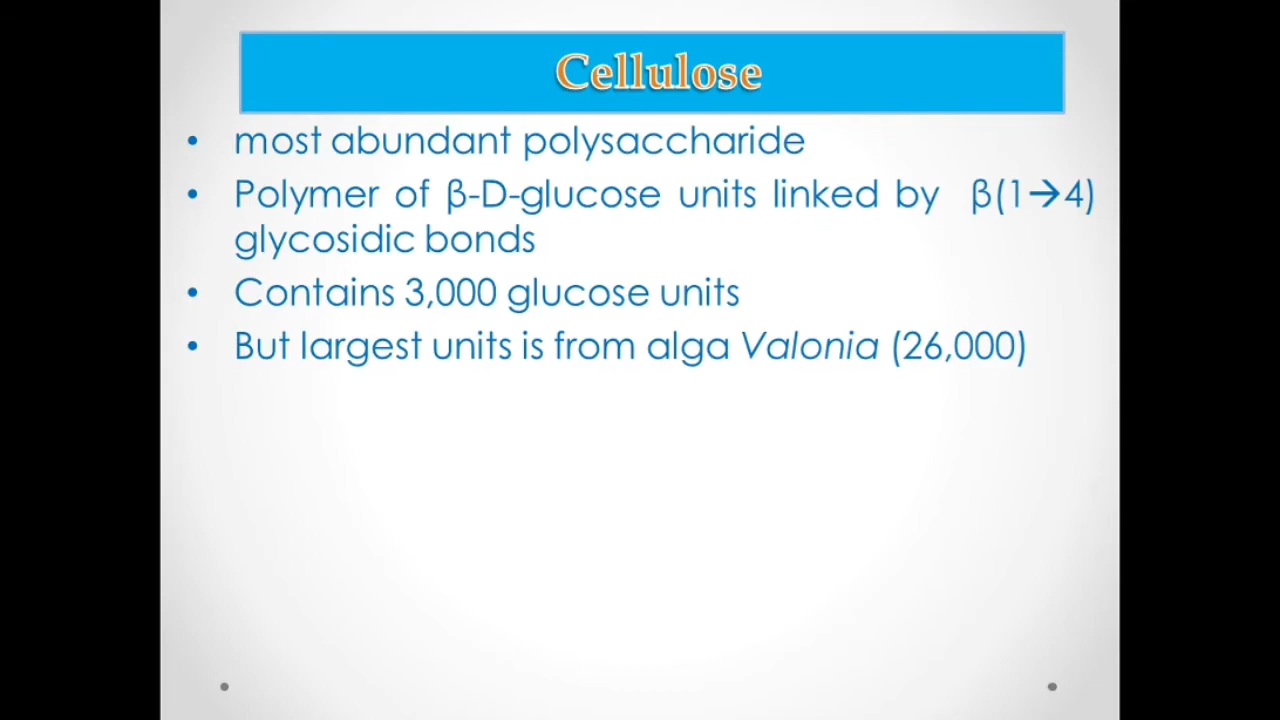 Cellulose
• most abundant polysaccharide
• Polymer of β-D-glucose units linked by β(1→4)
glycosidic bonds
• Contains 3,000 glucose units
• But largest units is from alga Valonia (26,000)